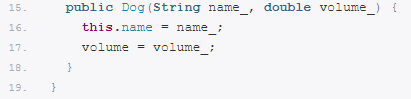 15. public Dog(String name_, double volume_) {
16. this.name = name_;
17. volume = volume_;
18. }
19. }